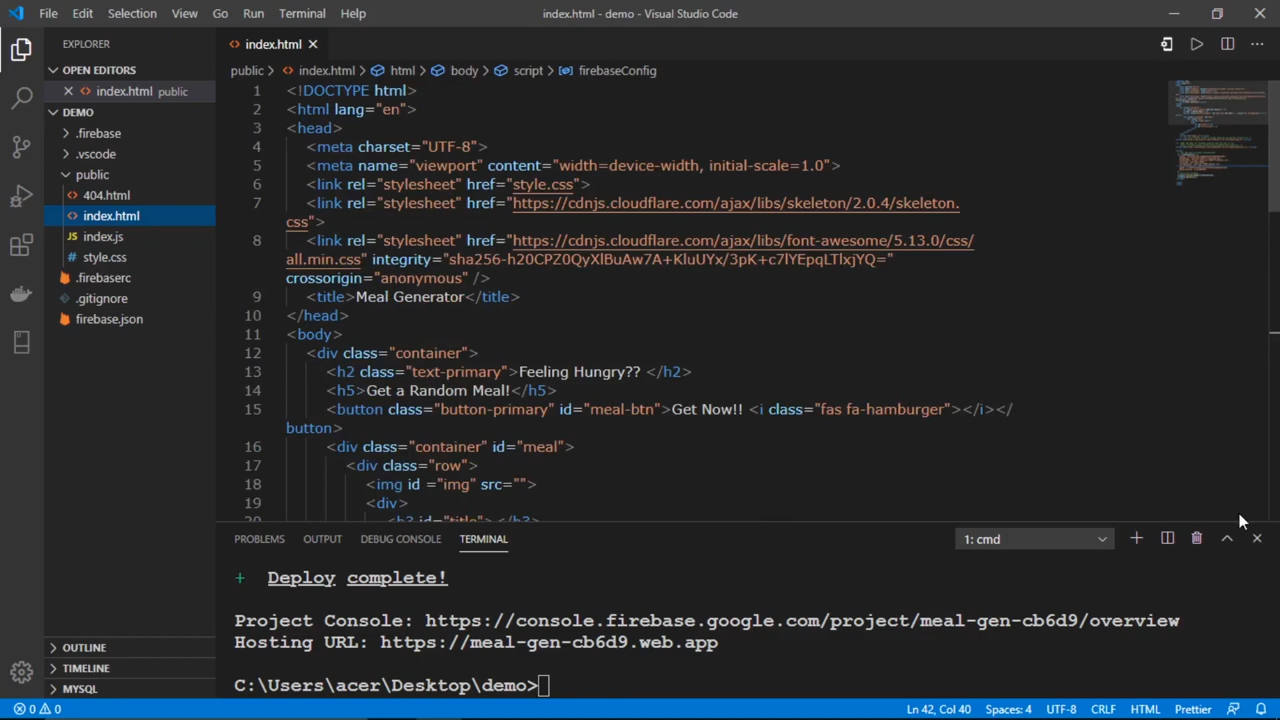 File Edit Selection View Go Run Terminal Help index.html - demo - Visual Studio Code
EXPLORER
OPEN EDITORS
index.html public
DEMO
.firebase
.vscode
public
404.html
index.html
index.js
style.css
.firebaserc
.gitignore
firebase.json
OUTLINE
TIMELINE
MYSQL
index.html
public index.html html body script firebaseConfig
1 <!DOCTYPE html>
2 <html lang="en">
3 <head>
4 <meta charset="UTF-8">
5 <meta name="viewport" content="width=device-width, initial-scale=1.0">
6 <link rel="stylesheet" href="style.css">
7 <link rel="stylesheet" href="https://cdnjs.cloudflare.com/ajax/libs/skeleton/2.0.4/skeleton.
css">
8 <link rel="stylesheet" href="https://cdnjs.cloudflare.com/ajax/libs/font-awesome/5.13.0/css/
all.min.css" integrity="sha256-h20CPZ0QyXlBuAw7A+KluUYx/3pK+c7lYEpqLTlxjYQ="
crossorigin="anonymous" />
9 <title>Meal Generator</title>
10 </head>
11 <body>
12 <div class="container">
13 <h2 class="text-primary">Feeling Hungry?? </h2>
14 <h5>Get a Random Meal!</h5>
15 <button class="button-primary" id="meal-btn">Get Now!! <i class="fas fa-hamburger"></i></
button>
16 <div class="container" id="meal">
17 <div class="row">
18 <img id ="img" src="">
19 <div>
20 <h3 id="title"> </h3>
PROBLEMS OUTPUT DEBUG CONSOLE TERMINAL 1: cmd
+ Deploy complete!
Project Console: https://console.firebase.google.com/project/meal-gen-cb6d9/overview
Hosting URL: https://meal-gen-cb6d9.web.app
C:\Users\acer\Desktop\demo>
0 0 Ln 42, Col 40 Spaces: 4 UTF-8 CRLF HTML Prettier